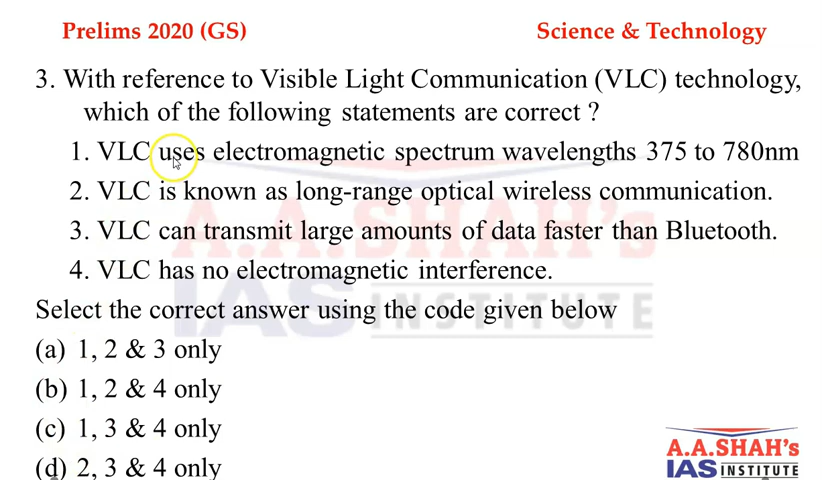 Prelims 2020 (GS) Science & Technology
3. With reference to Visible Light Communication (VLC) technology,
which of the following statements are correct ?
1. VLC uses electromagnetic spectrum wavelengths 375 to 780nm
2. VLC is known as long-range optical wireless communication.
3. VLC can transmit large amounts of data faster than Bluetooth.
4. VLC has no electromagnetic interference.
A.A.SHAH's
IAS INSTITUTE
Select the correct answer using the code given below
(a) 1, 2 & 3 only
(b) 1, 2 & 4 only
(c) 1, 3 & 4 only
(d) 2, 3 & 4 only
A.A.SHAH's
IAS INSTITUTE